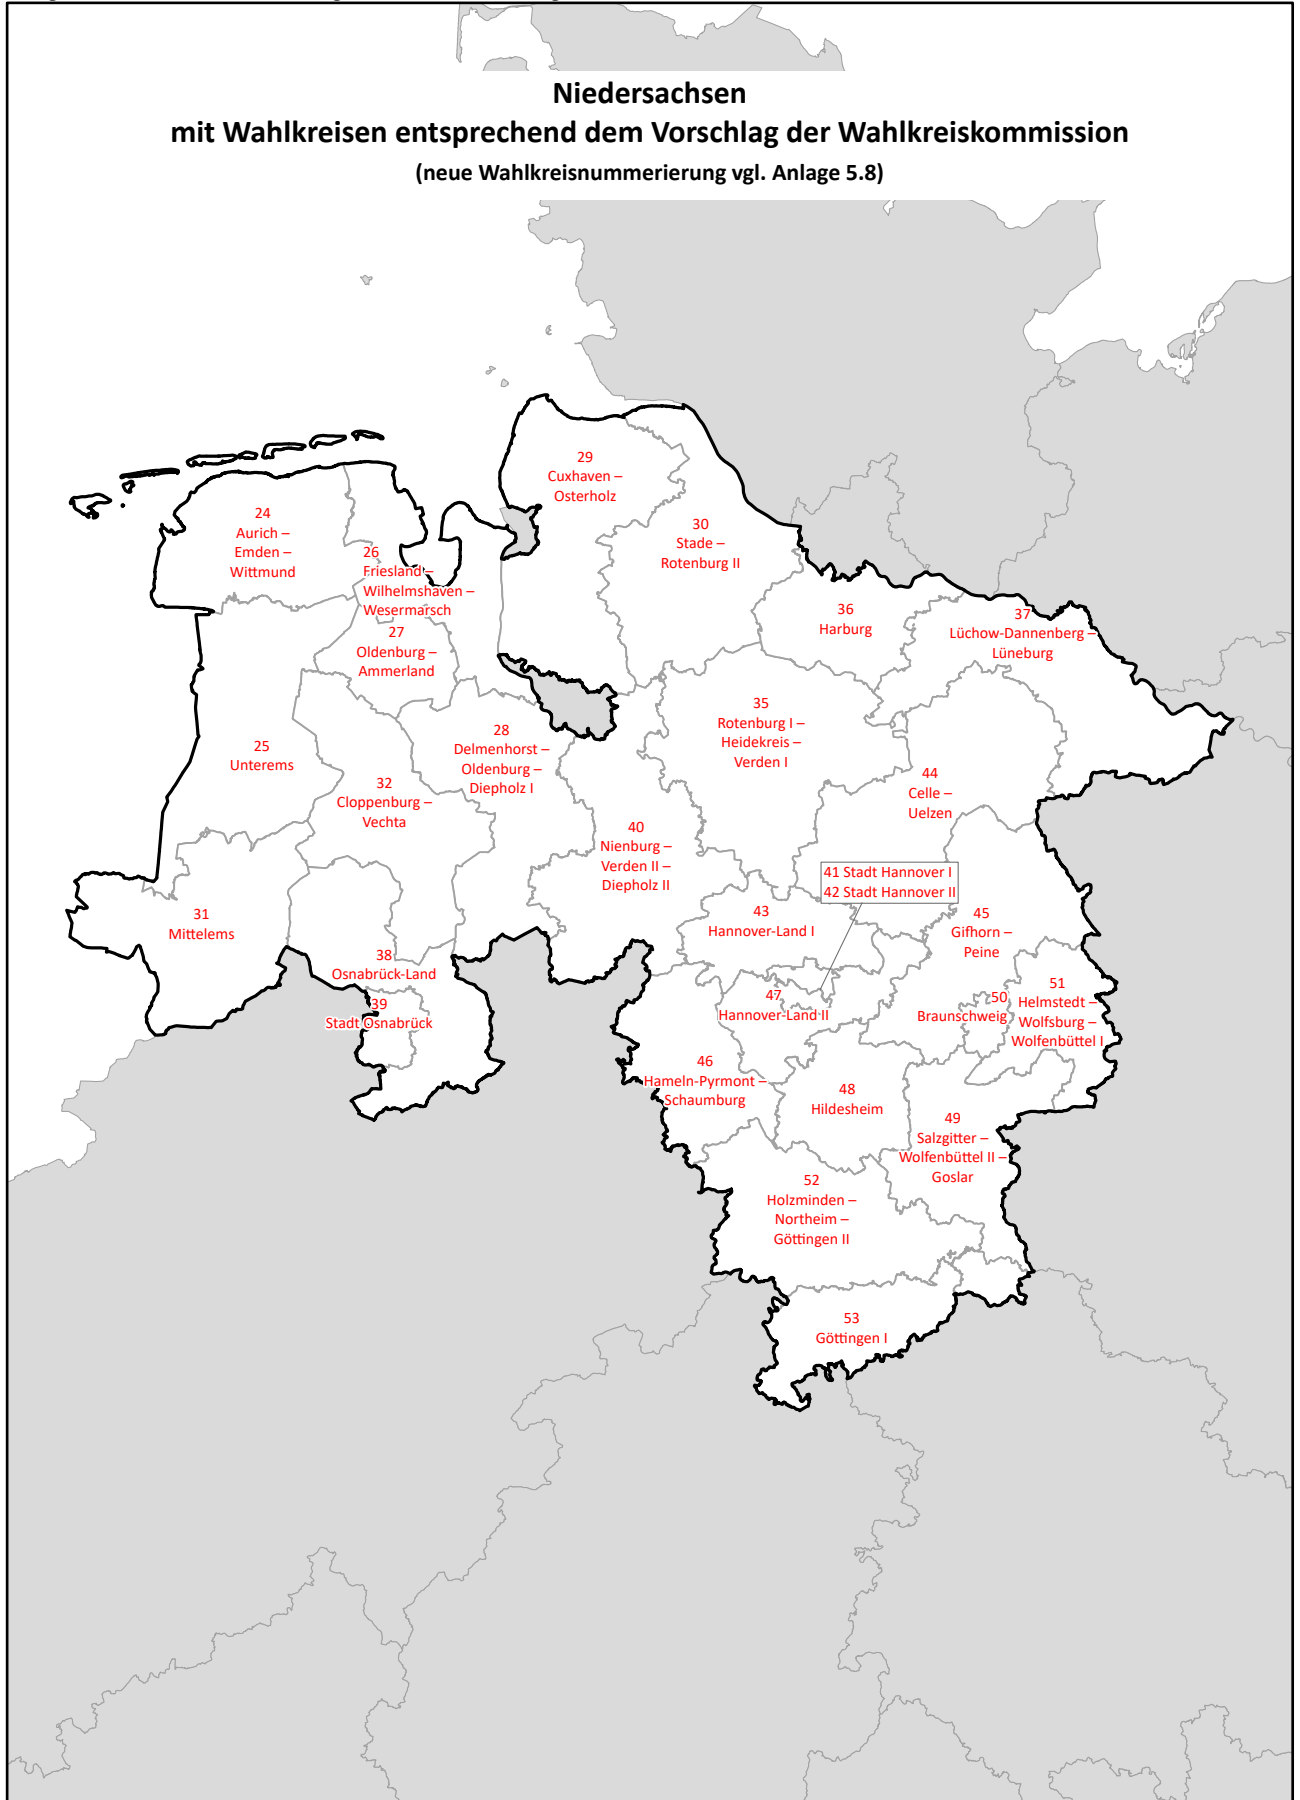 Niedersachsen
mit Wahlkreisen entsprechend dem Vorschlag der Wahlkreiskommission
(neue Wahlkreisnummerierung vgl. Anlage 5.8)
29
Cuxhaven –
Osterholz
24
Aurich –
Emden –
Wittmund
30
Stade –
Rotenburg II
26
Friesland –
Wilhelmshaven –
Wesermarsch
36
Harburg
37
Lüchow-Dannenberg –
Lüneburg
27
Oldenburg –
Ammerland
35
Rotenburg I –
Heidekreis –
Verden I
28
Delmenhorst –
Oldenburg –
Diepholz I
25
Unterems
44
Celle –
Uelzen
32
Cloppenburg –
Vechta
40
Nienburg –
Verden II –
Diepholz II
41 Stadt Hannover I
42 Stadt Hannover II
31
Mittelems
43
Hannover-Land I
45
Gifhorn –
Peine
38
Osnabrück-Land
39
Stadt Osnabrück
47
Hannover-Land II
50
Braunschweig
51
Helmstedt –
Wolfsburg –
Wolfenbüttel I
46
Hameln-Pyrmont –
Schaumburg
48
Hildesheim
49
Salzgitter –
Wolfenbüttel II –
Goslar
52
Holzminden –
Northeim –
Göttingen II
53
Göttingen I